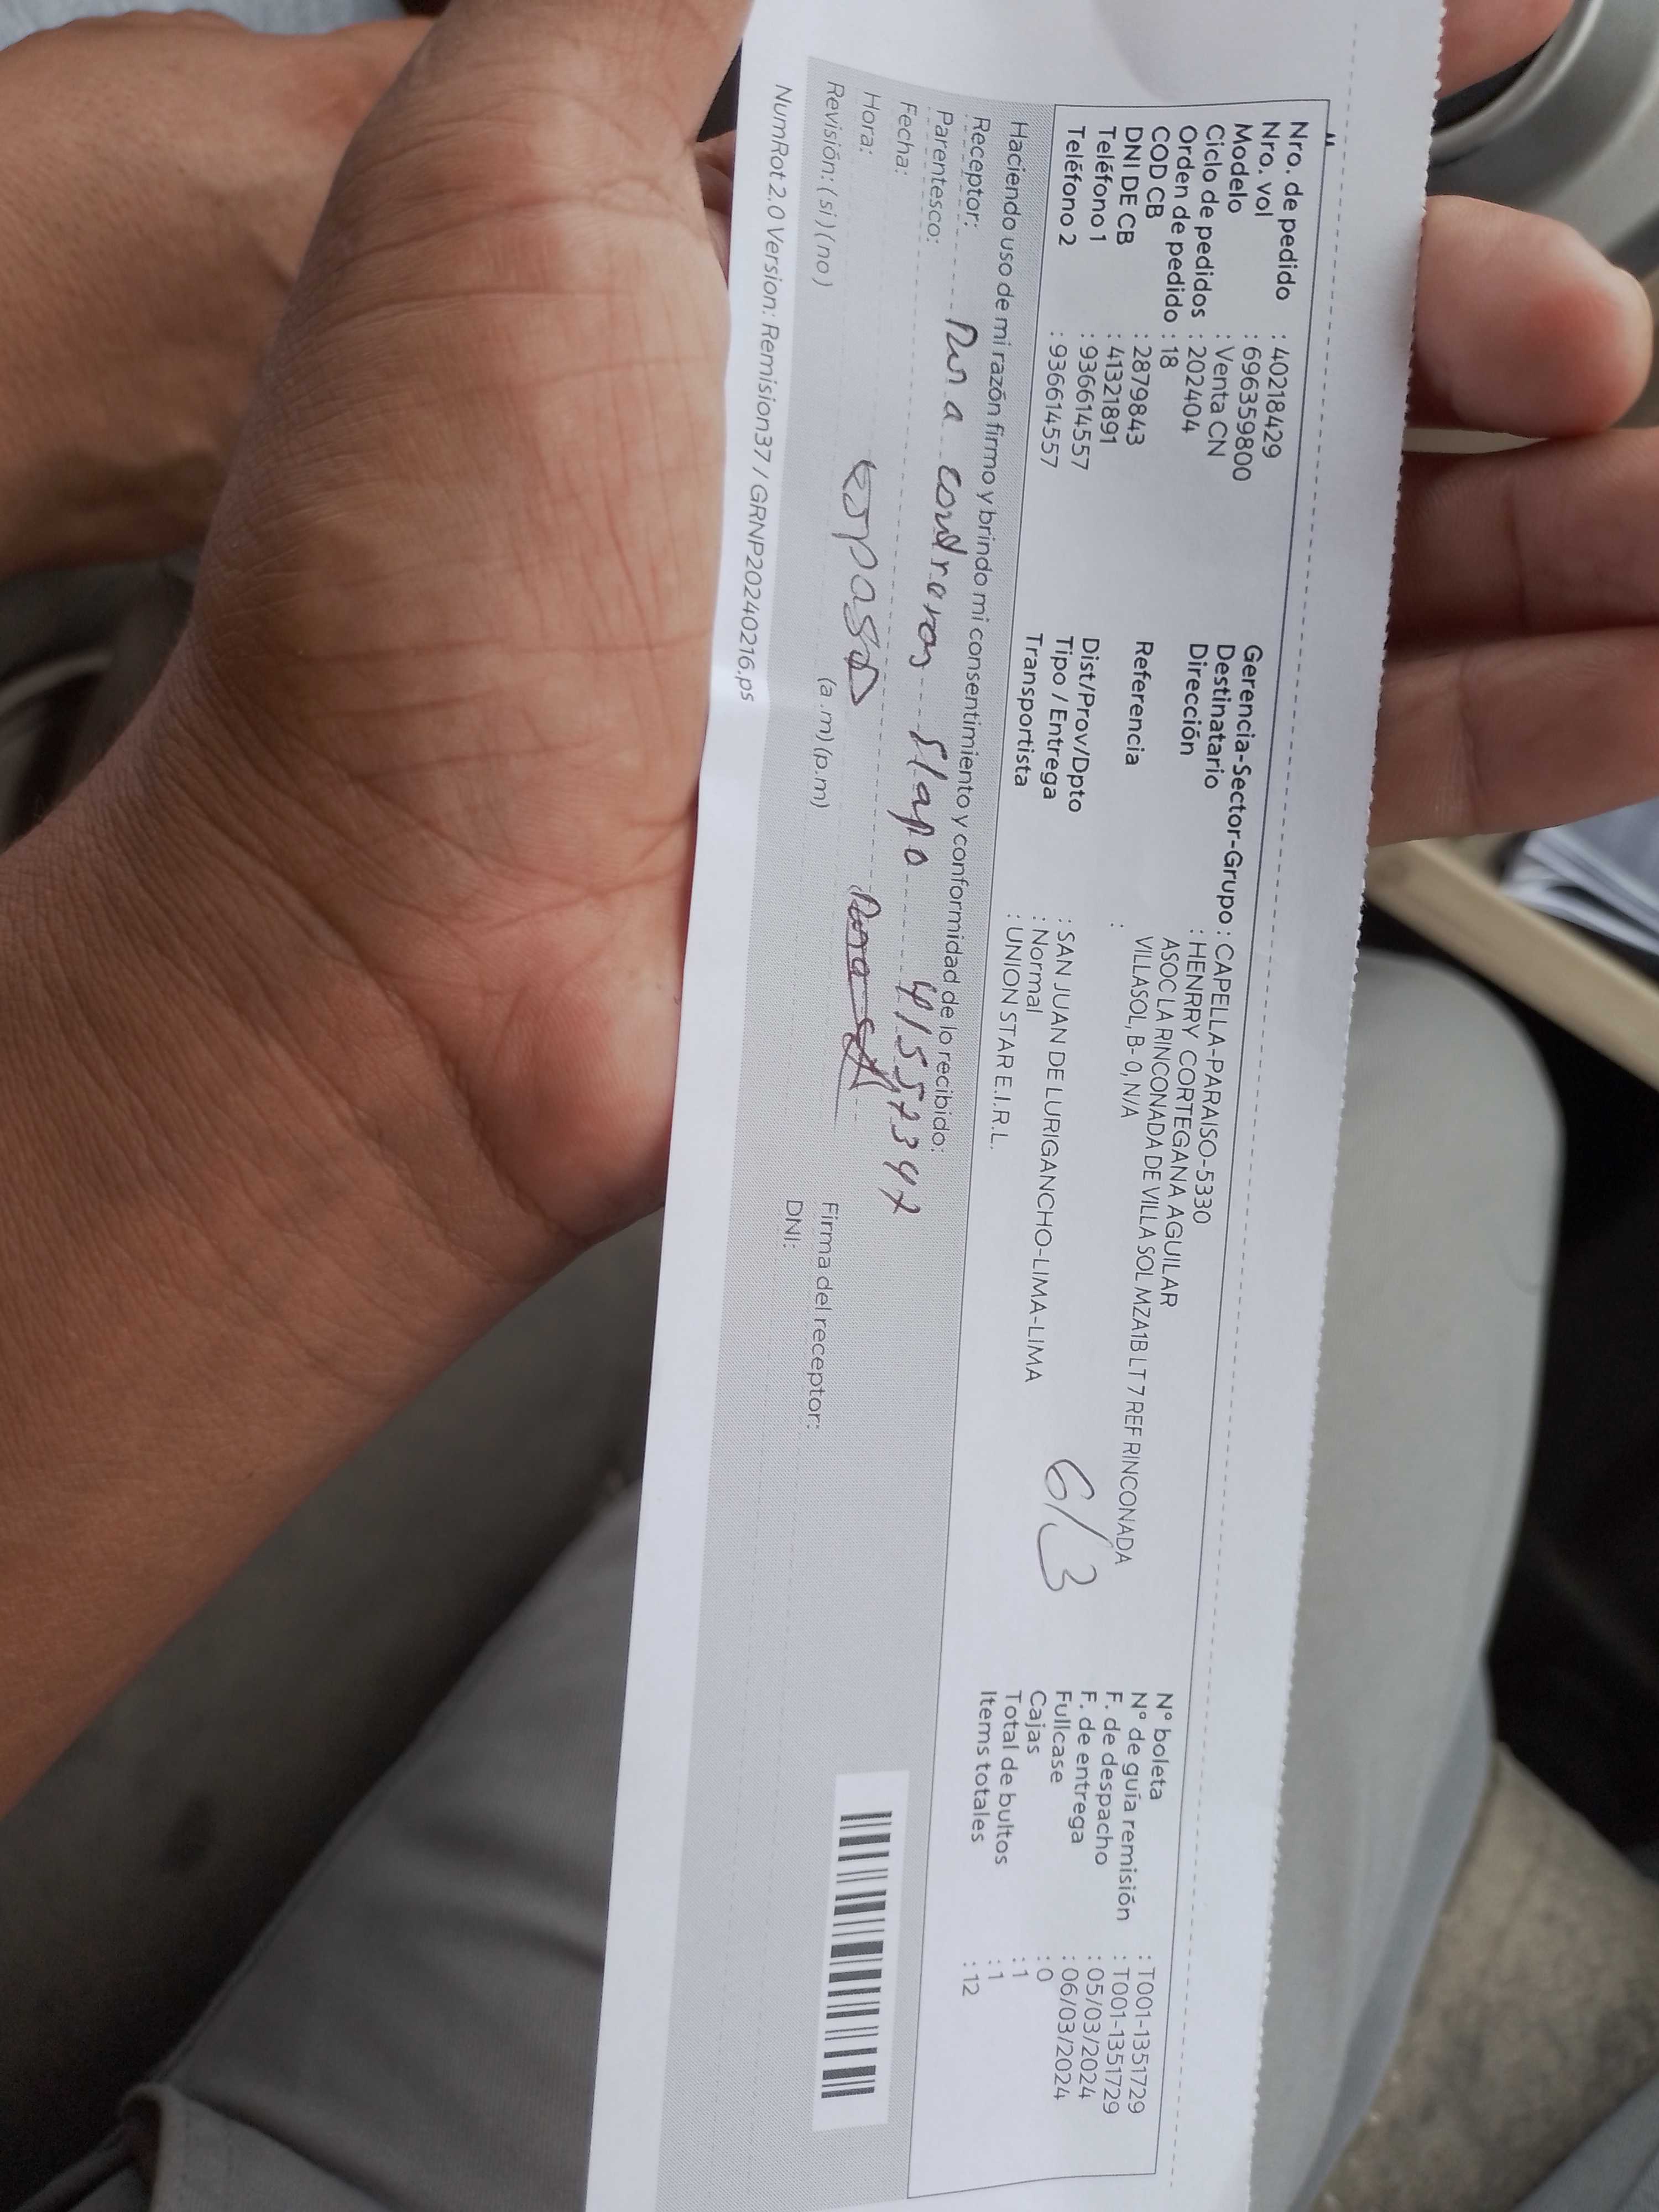 Nro. de pedido : 40218429
Nro. vol : 696359800
Modelo : Venta CN
Ciclo de pedidos : 202404
Orden de pedido : 18
COD CB : 2879843
DNI DE CB : 41321891
Teléfono 1 : 936614557
Teléfono 2 : 936614557
Gerencia-Sector-Grupo : CAPELLA-PARAISO-5330
Destinatario : HENRRY CORTEGANA AGUILAR
Dirección ASOC LA RINCONADA DE VILLA SOL MZA1B LT 7 REF RINCONADA
VILLASOL, B- 0, N/A
Referencia :
Dist/Prov/Dpto : SAN JUAN DE LURIGANCHO-LIMA-LIMA
Tipo / Entrega : Normal
Transportista : UNION STAR E.I.R.L.
6/3
N° boleta : T001-1351729
N° de guía remisión : T001-1351729
F. de despacho : 05/03/2024
F. de entrega : 06/03/2024
Fullcase : 0
Cajas : 1
Total de bultos : 1
Items totales : 12
Haciendo uso de mi razón firmo y brindo mi consentimiento y conformidad de lo recibido:
Receptor:
Parentesco: 41557347
Fecha:
Hora: esposa (a.m) (p.m)
Revisión: (si) (no)
Firma del receptor:
DNI:
NumRot 2.0 Version: Remision37 / GRNP20240216.ps